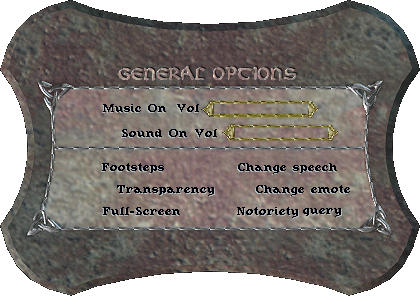 GENERAL OPTIONS
Music On Vol
Sound On Vol
Footsteps Change speech
Transparency Change emote
Full-Screen Notoriety query